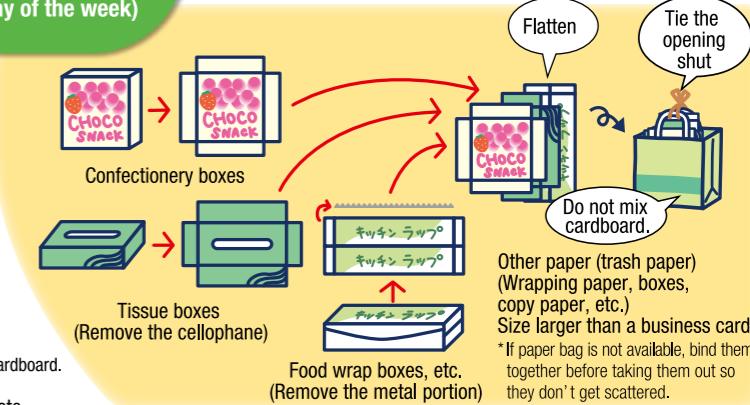 y of the week)
Flatten
Tie the
opening
shut
CHOCO
SNACK
CHOCO
SNACK
CHOCO
SNACK
Confectionery boxes
Do not mix
cardboard.
キッチン ラップ
キッチン ラップ
キッチン ラップ
Tissue boxes
(Remove the cellophane)
Food wrap boxes, etc.
(Remove the metal portion)
Other paper (trash paper)
(Wrapping paper, boxes,
copy paper, etc.)
Size larger than a business card
*If paper bag is not available, bind them
together before taking them out so
they don't get scattered.
ardboard.